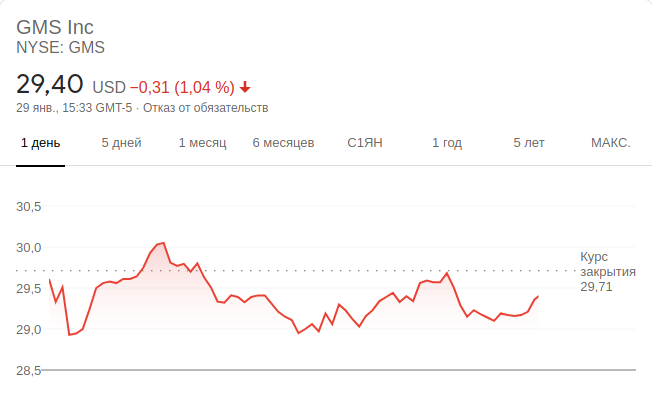 GMS Inc
NYSE: GMS
29,40 USD −0,31 (1,04 %)
29 янв., 15:33 GMT-5 · Отказ от обязательств
1 день 5 дней 1 месяц 6 месяцев С1ЯН 1 год 5 лет МАКС.
30,5
30,0
Курс
закрытия
29,71
29.5
29.0
28,5